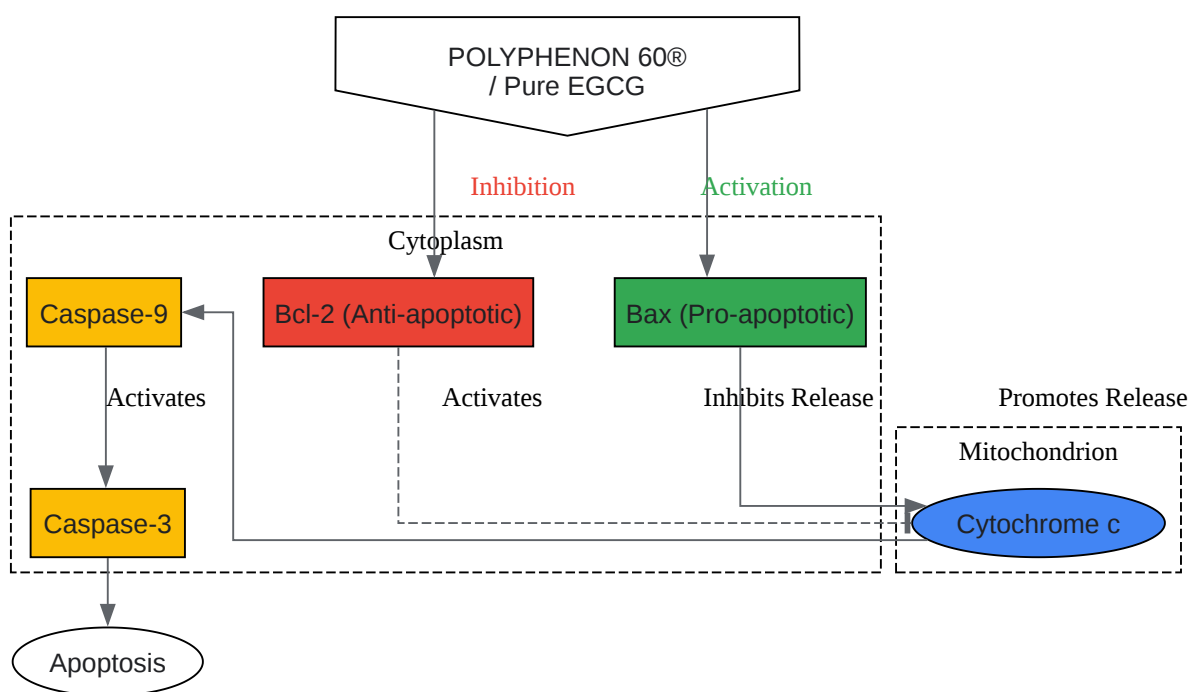 POLYPHENON 60®
/ Pure EGCG
Inhibition
Activation
Cytoplasm
Caspase-9
Bcl-2 (Anti-apoptotic)
Bax (Pro-apoptotic)
Activates
Activates
Inhibits Release
Promotes Release
Mitochondrion
Caspase-3
Cytochrome c
Apoptosis